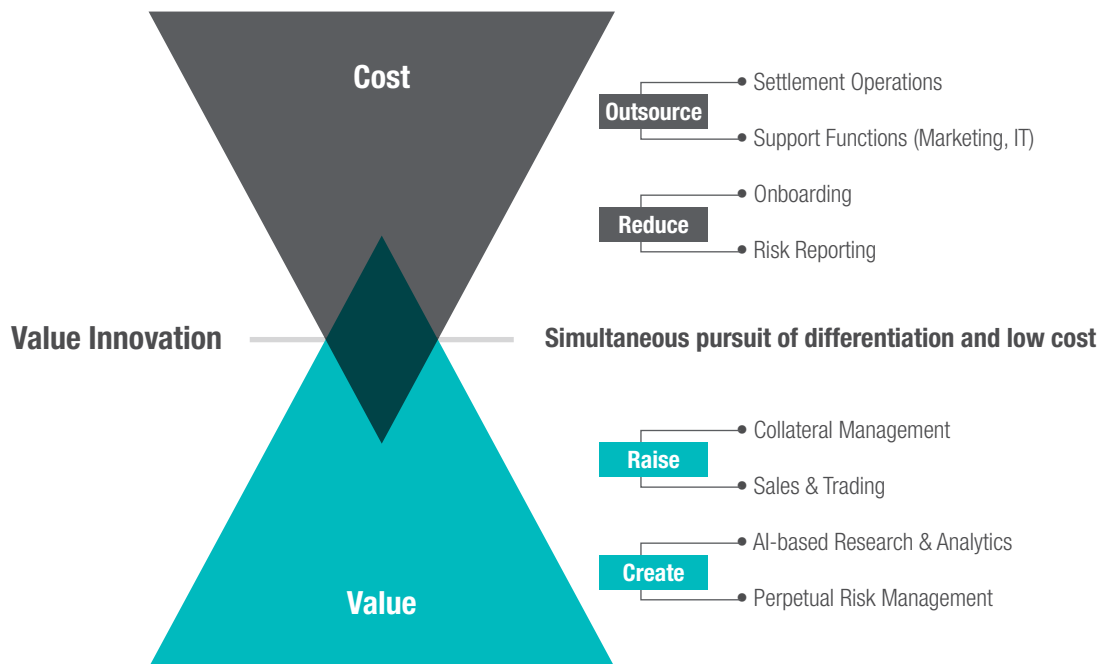 Cost
Outsource
Settlement Operations
Support Functions (Marketing, IT)
Reduce
Onboarding
Risk Reporting
Value Innovation
Simultaneous pursuit of differentiation and low cost
Raise
Collateral Management
Sales & Trading
Create
AI-based Research & Analytics
Perpetual Risk Management
Value